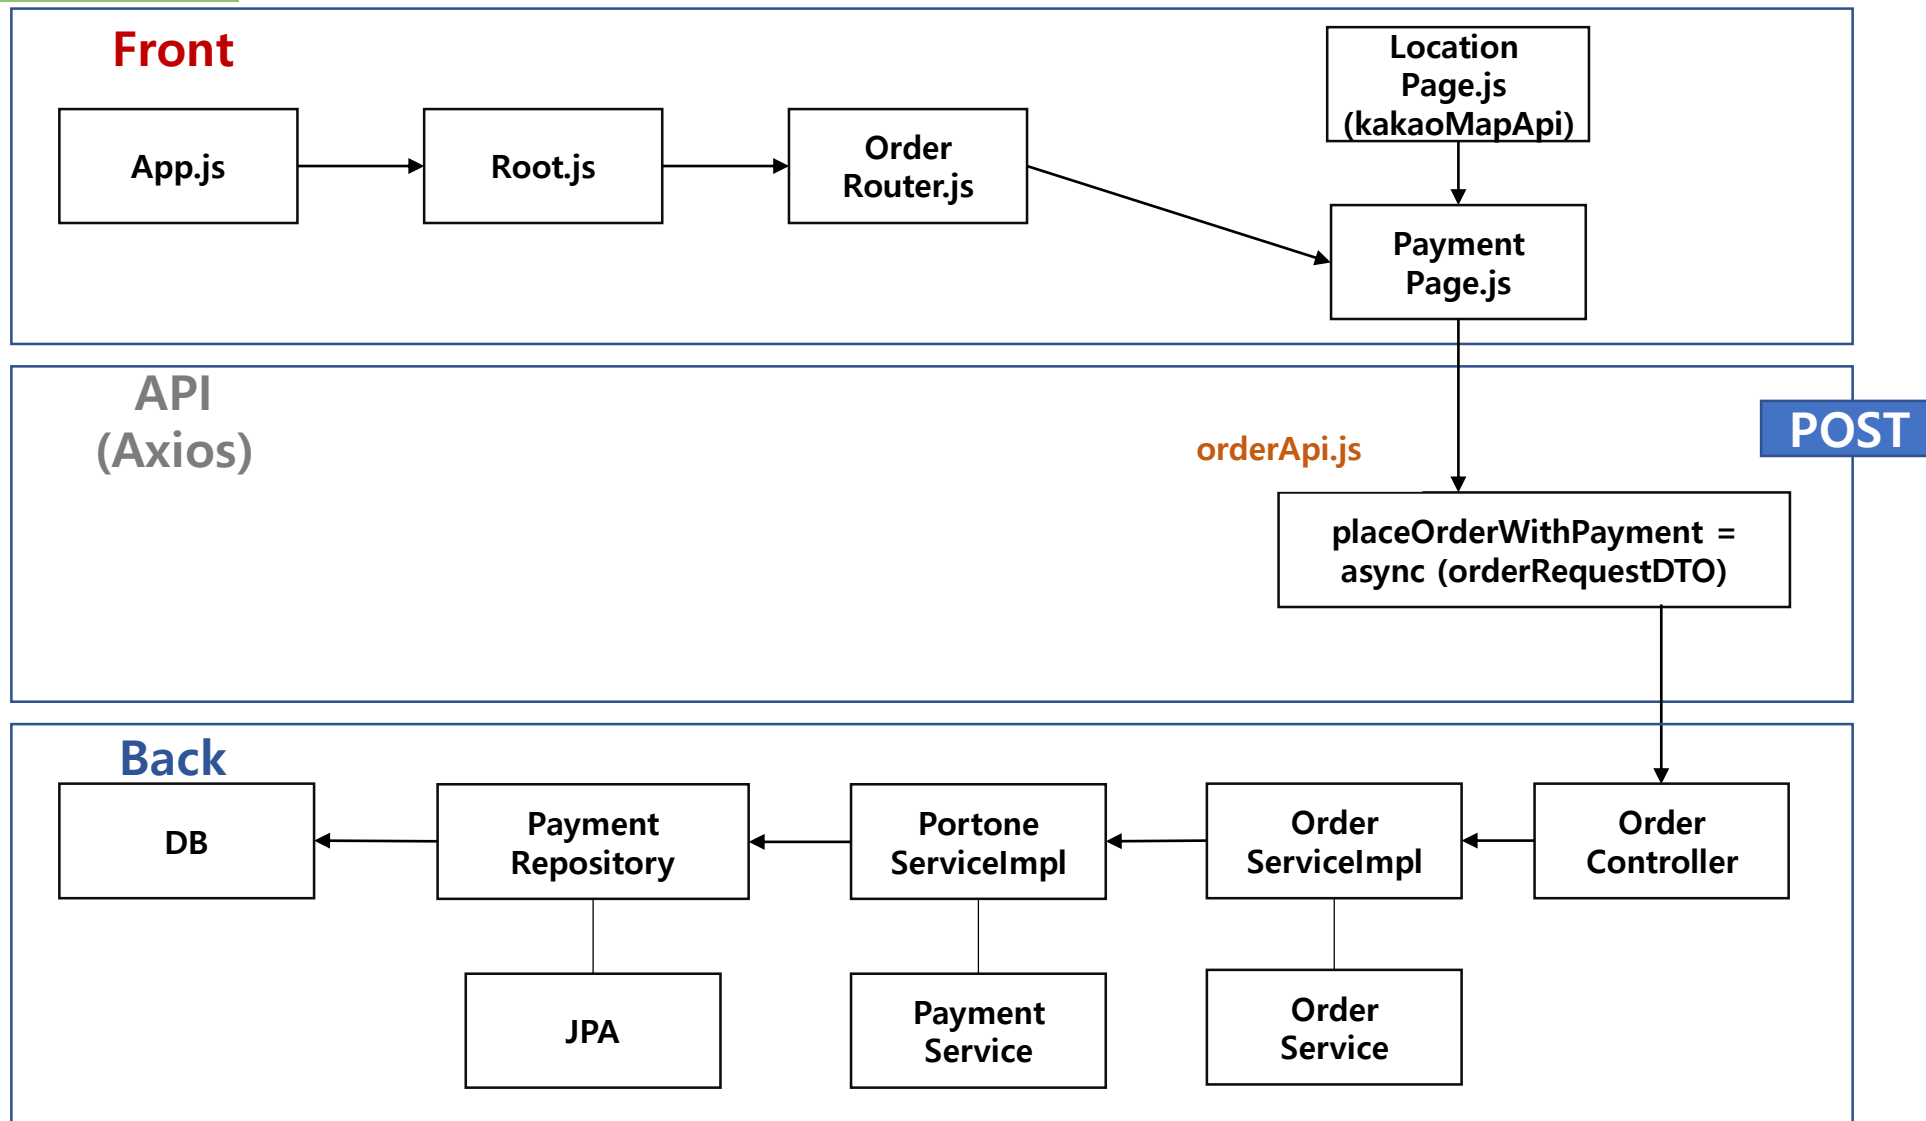 Front
App.js
Root.js
Order
Router.js
Location
Page.js
(kakaoMapApi)
Payment
Page.js
API
(Axios)
orderApi.js
POST
placeOrderWithPayment =
async (orderRequestDTO)
Back
DB
Payment
Repository
Portone
ServiceImpl
Order
ServiceImpl
Order
Controller
JPA
Payment
Service
Order
Service